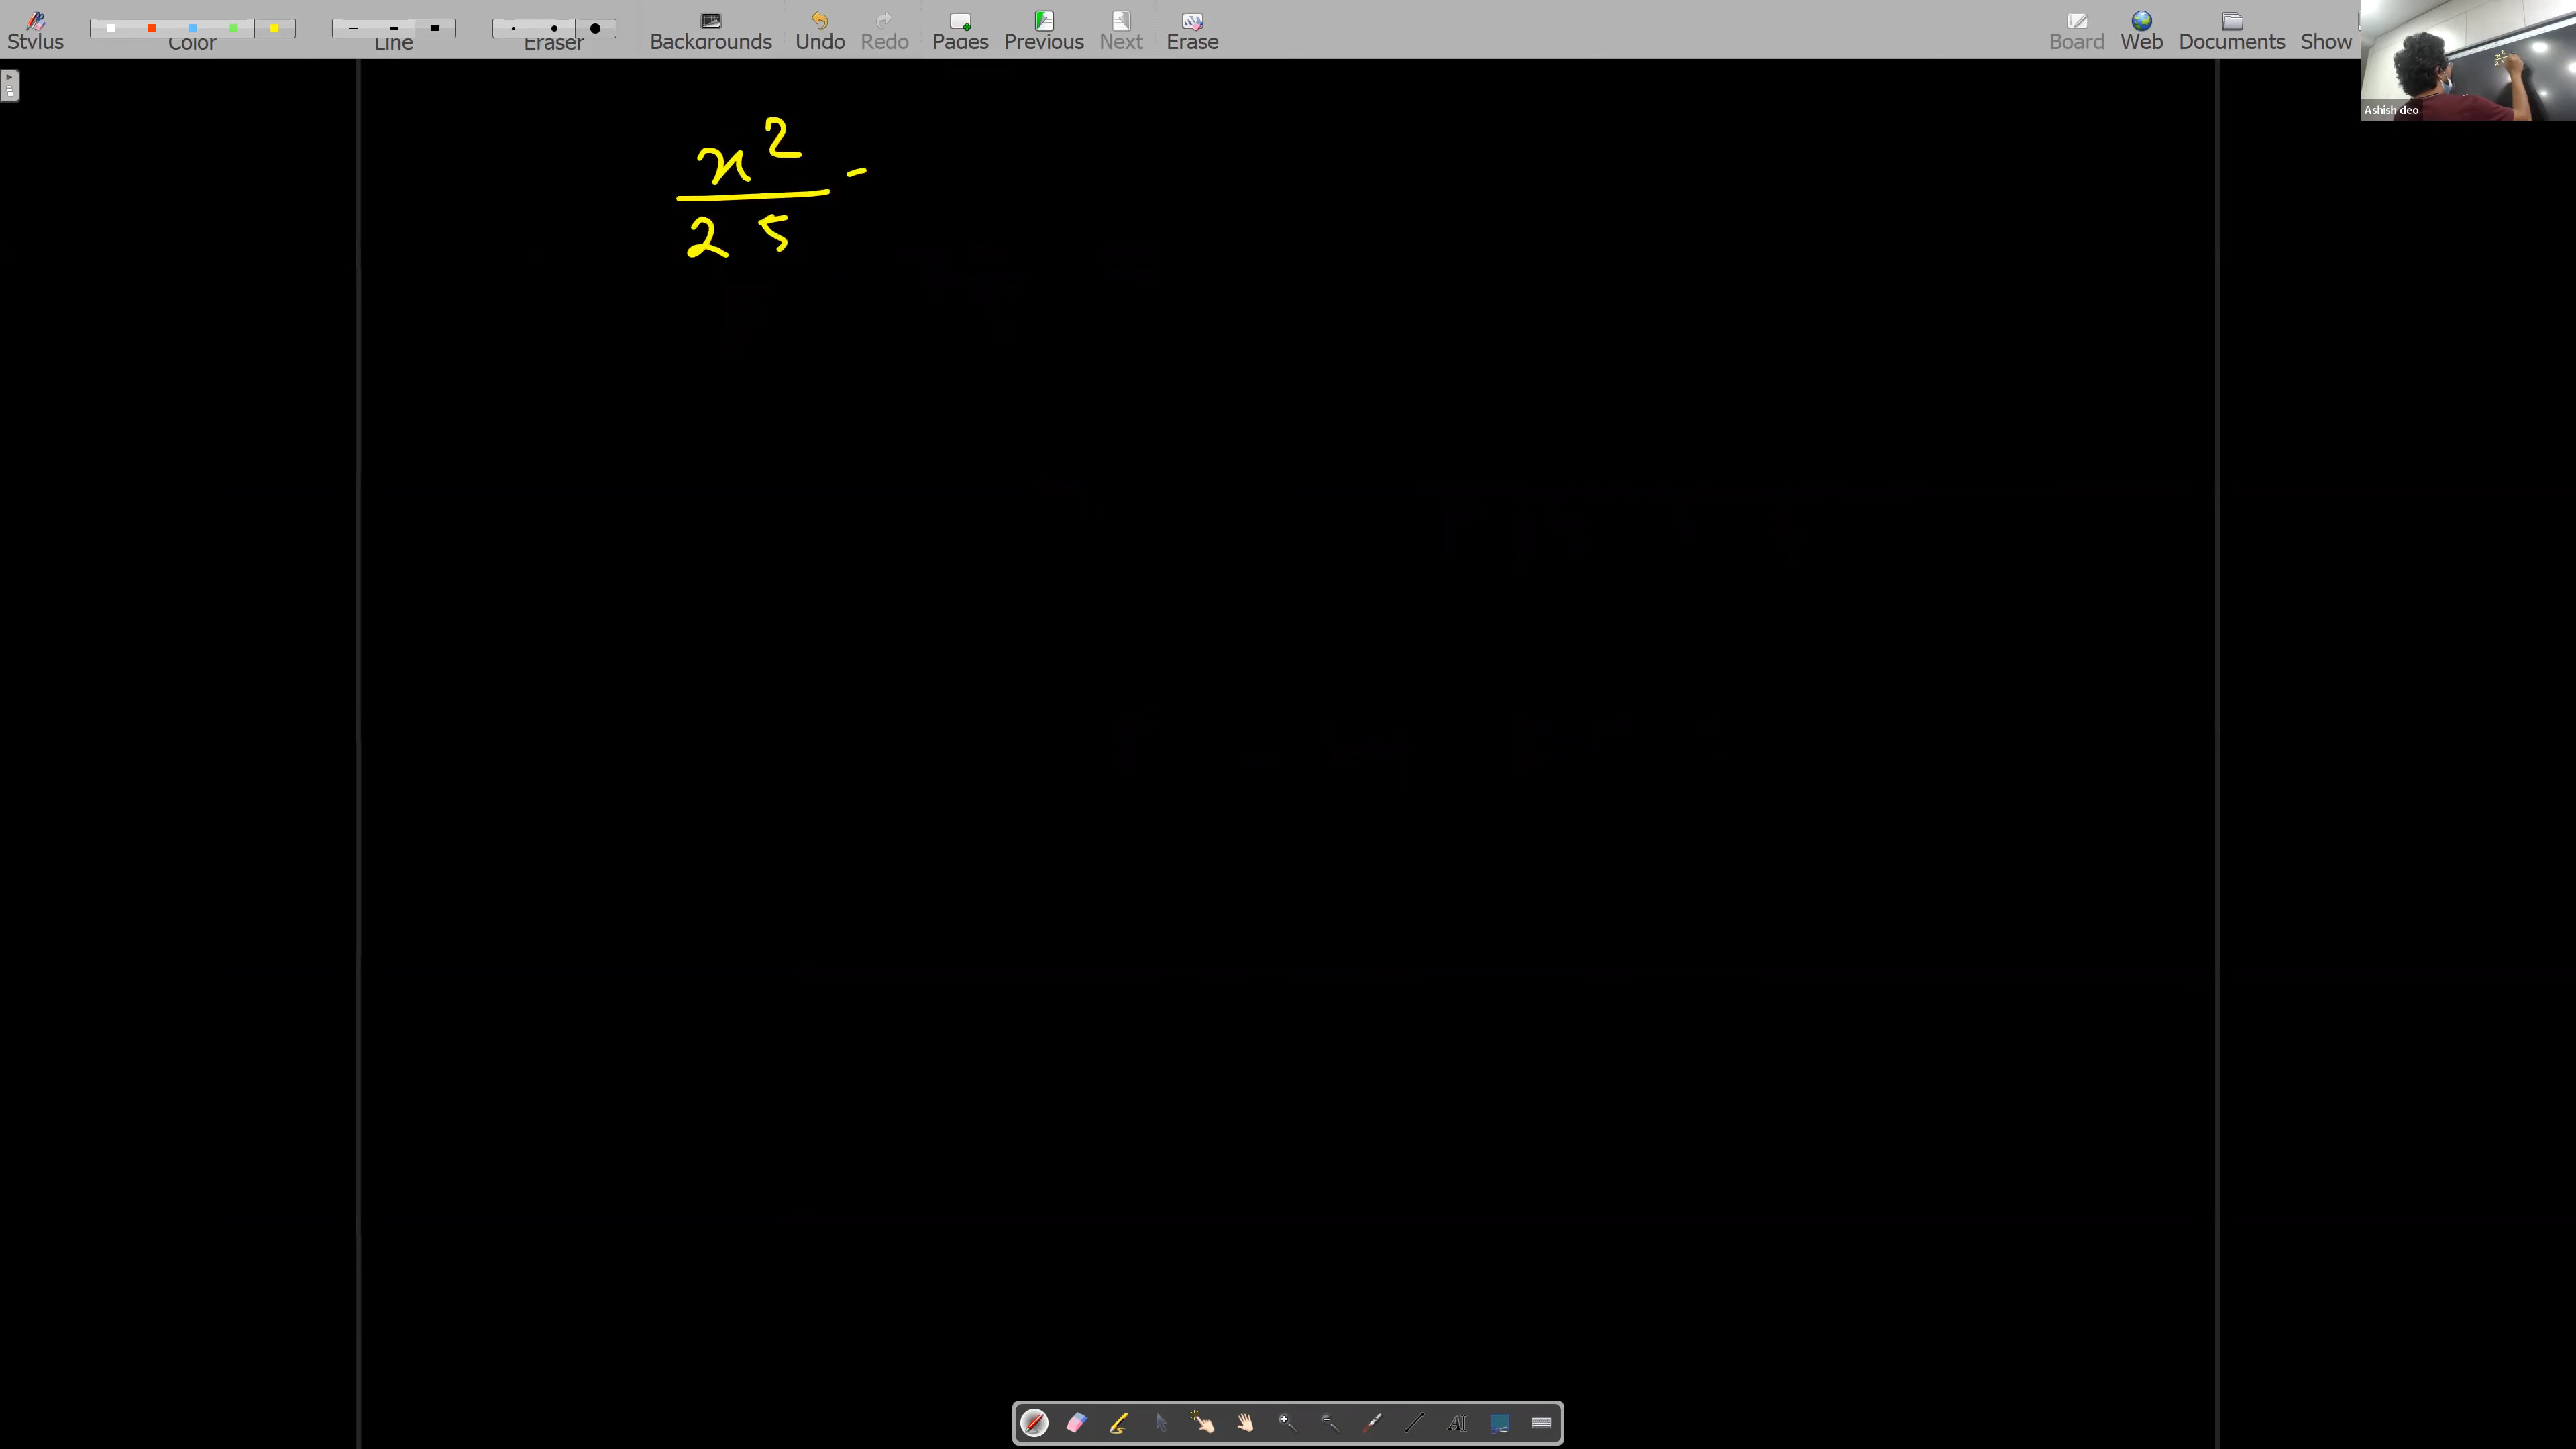 Stylus Color Line Eraser Backgrounds Undo Redo Pages Previous Next Erase Board Web Documents Show
Ashish deo
x²
25 -
AI